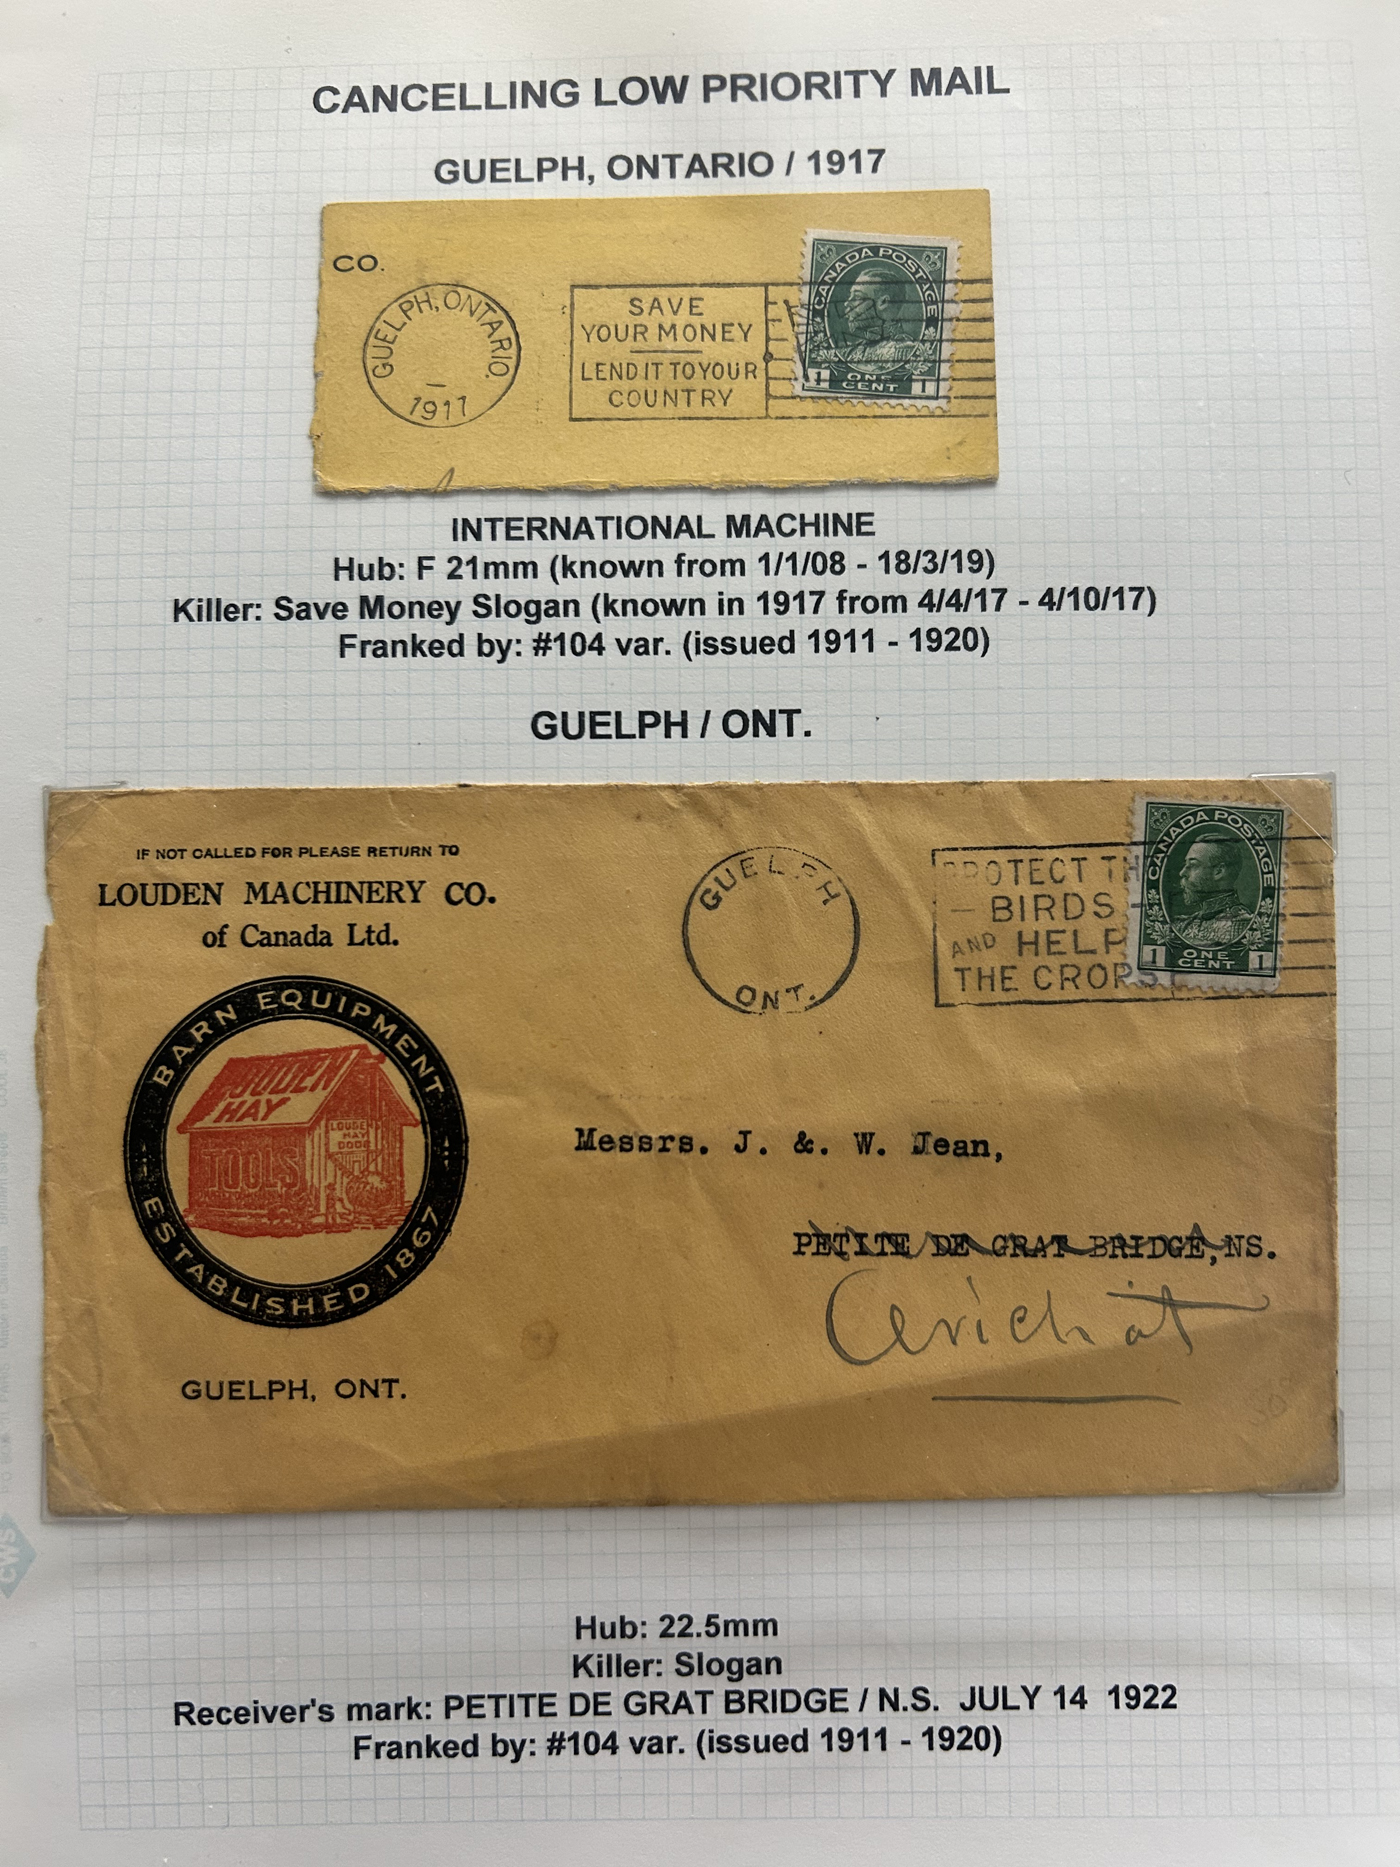 CANCELLING LOW PRIORITY MAIL
GUELPH, ONTARIO / 1917
CO.
GUELPH, ONTARIO.
1917
SAVE
YOUR MONEY
LEND IT TO YOUR
COUNTRY
CANADA POSTAGE
1 ONE CENT 1
INTERNATIONAL MACHINE
Hub: F 21mm (known from 1/1/08 - 18/3/19)
Killer: Save Money Slogan (known in 1917 from 4/4/17 - 4/10/17)
Franked by: #104 var. (issued 1911 - 1920)
GUELPH / ONT.
IF NOT CALLED FOR PLEASE RETURN TO
LOUDEN MACHINERY CO.
of Canada Ltd.
BARN EQUIPMENT
LOUDEN
HAY
TOOLS
LOUDEN
HAY
DOOR
ESTABLISHED 1867
GUELPH, ONT.
GUELPH
ONT.
PROTECT TH
BIRDS
AND HELP
THE CROPS
CANADA POSTAGE
1 ONE CENT 1
Messrs. J. &. W. Jean,
PETITE DE GRAT BRIDGE, NS.
Arichat
Hub: 22.5mm
Killer: Slogan
Receiver's mark: PETITE DE GRAT BRIDGE / N.S. JULY 14 1922
Franked by: #104 var. (issued 1911 - 1920)
CWS